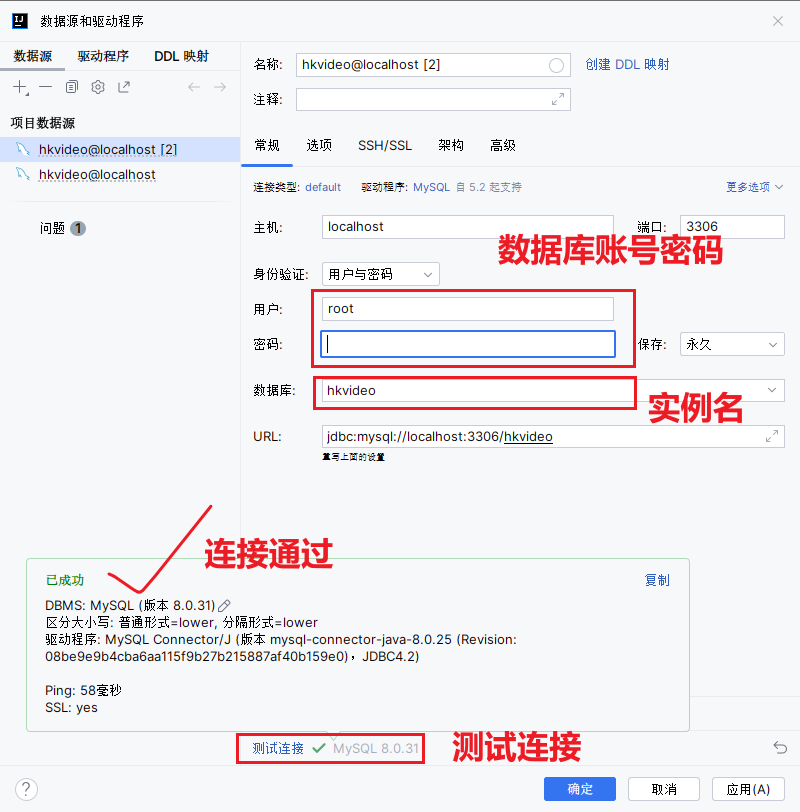 数据源和驱动程序
数据源 驱动程序 DDL 映射
项目数据源
hkvideo@localhost [2]
hkvideo@localhost
问题 1
名称: hkvideo@localhost [2] 创建 DDL 映射
注释:
常规 选项 SSH/SSL 架构 高级
连接类型: default 驱动程序: MySQL 自 5.2 起支持 更多选项
主机: localhost 端口: 3306
数据库账号密码
身份验证: 用户与密码
用户: root
密码: 保存: 永久
数据库: hkvideo
实例名
URL: jdbc:mysql://localhost:3306/hkvideo
重写上面的设置
连接通过
已成功 复制
DBMS: MySQL (版本 8.0.31)
区分大小写: 普通形式=lower, 分隔形式=lower
驱动程序: MySQL Connector/J (版本 mysql-connector-java-8.0.25 (Revision:
08be9e9b4cba6aa115f9b27b215887af40b159e0)，JDBC4.2)
Ping: 58毫秒
SSL: yes
测试连接 MySQL 8.0.31
测试连接
? 确定 取消 应用(A)